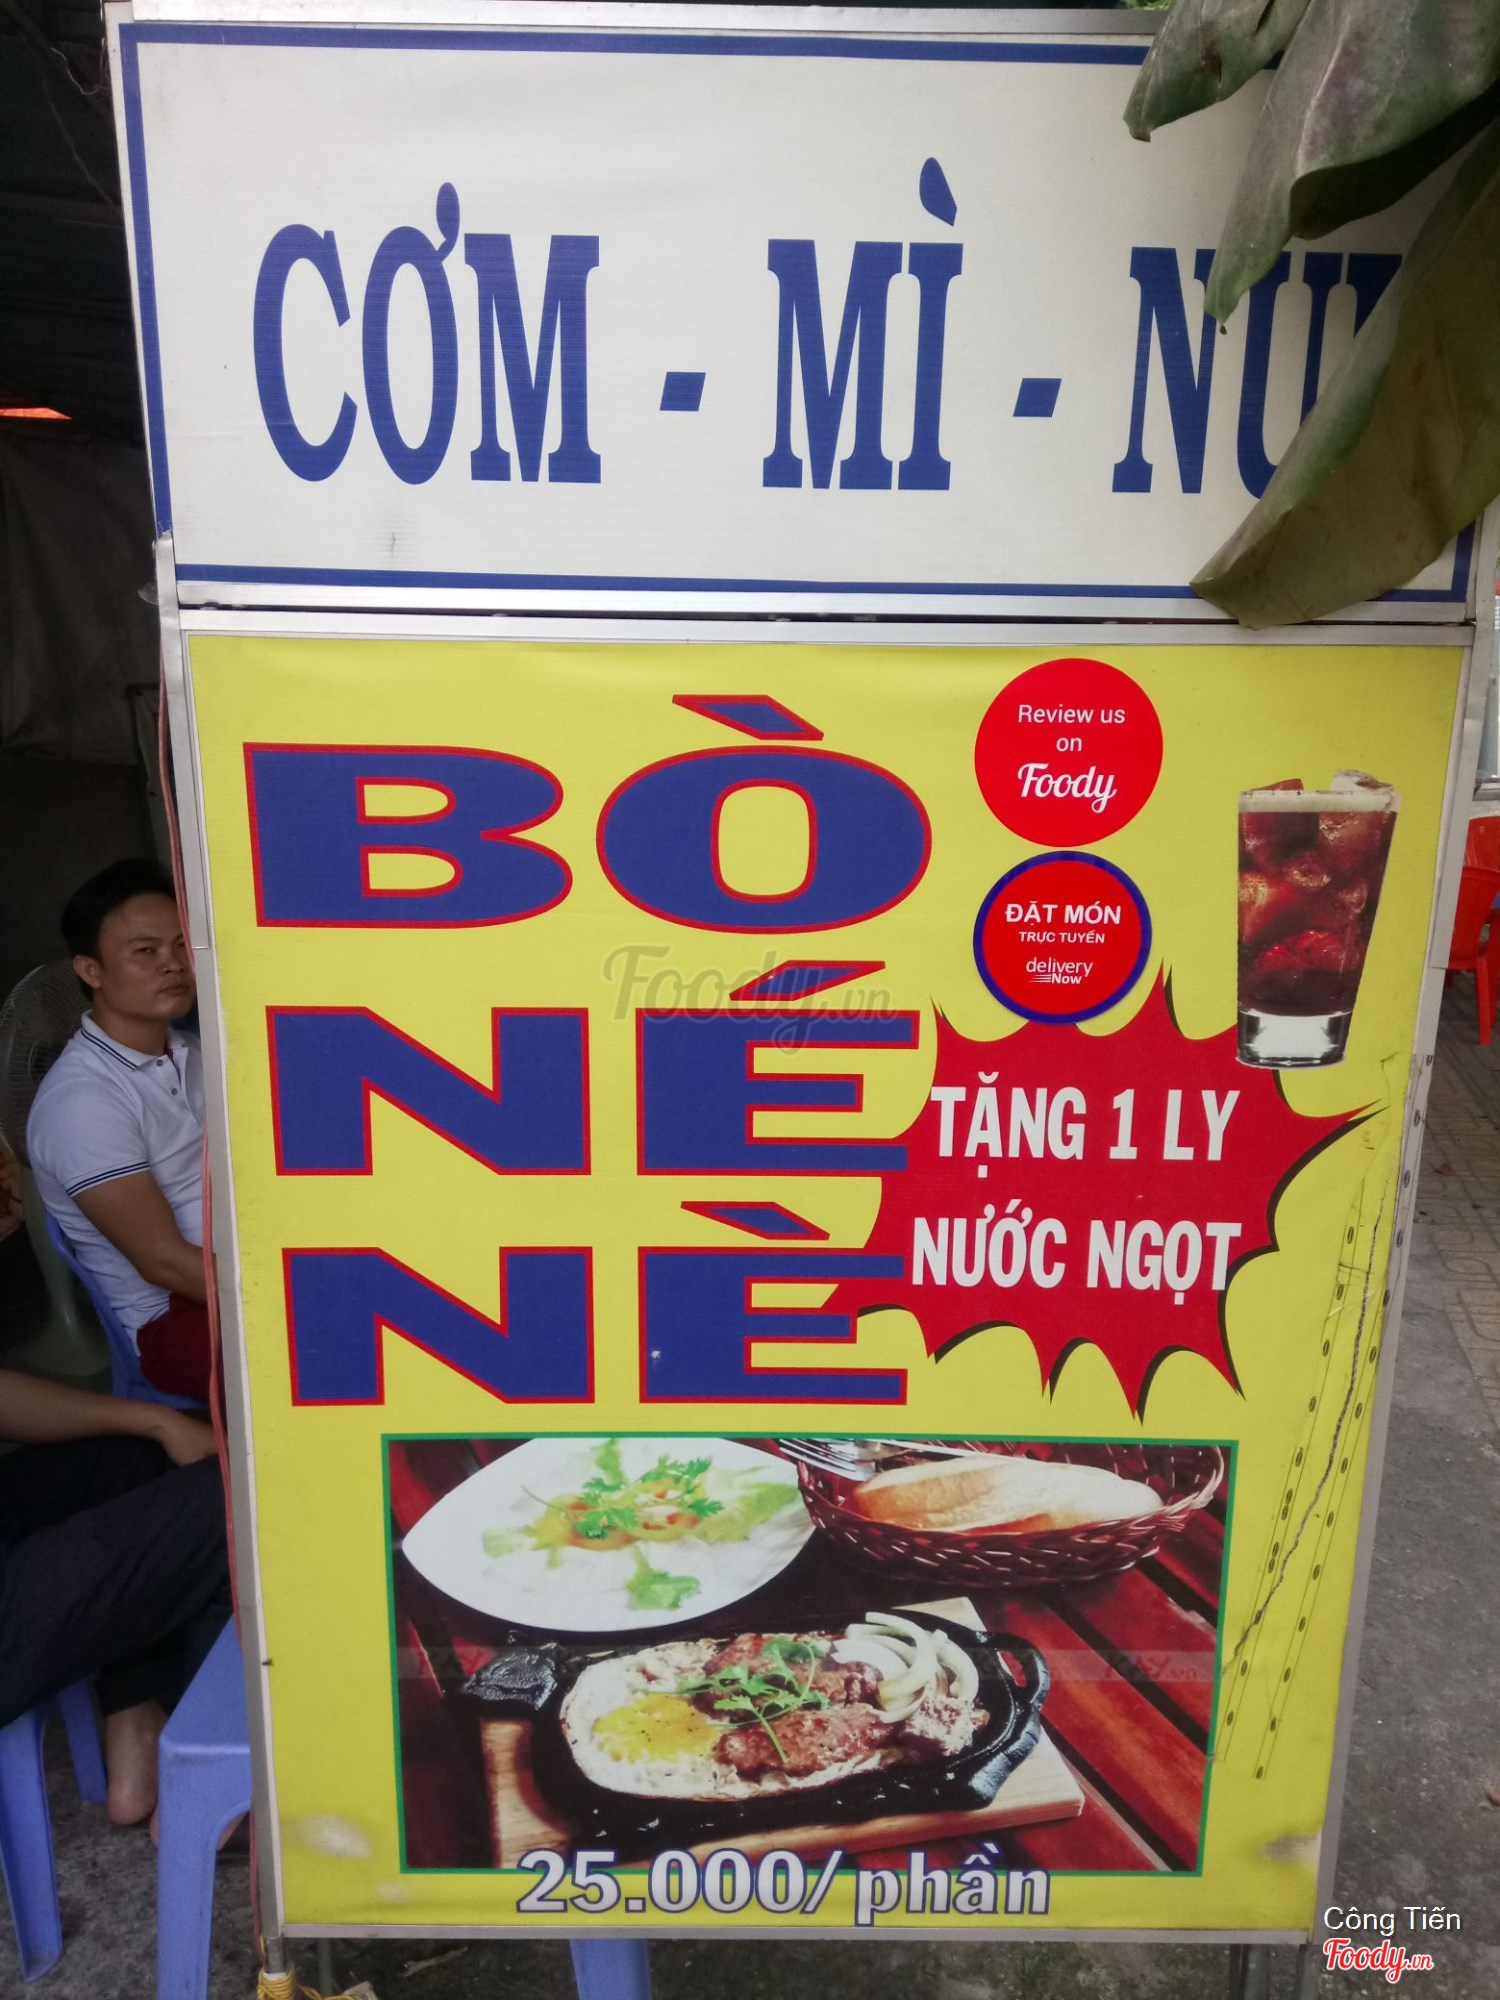 CƠM - MÌ -
BÒ
NÉ
NÈ
Review us
on
Foody
ĐẶT MÓN
TRỰC TUYẾN
delivery
Now
TẶNG 1 LY
NƯỚC NGỌT
Foody.vn
25.000/phần
Công Tiến
Foody.vn